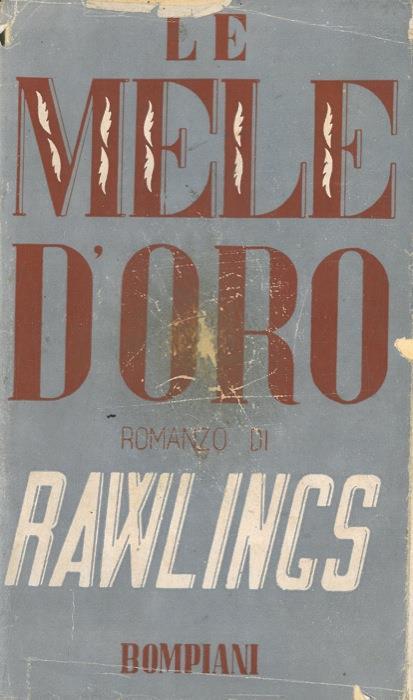 LE
MELE
D'ORO
ROMANZO DI
RAWLINGS
BOMPIANI